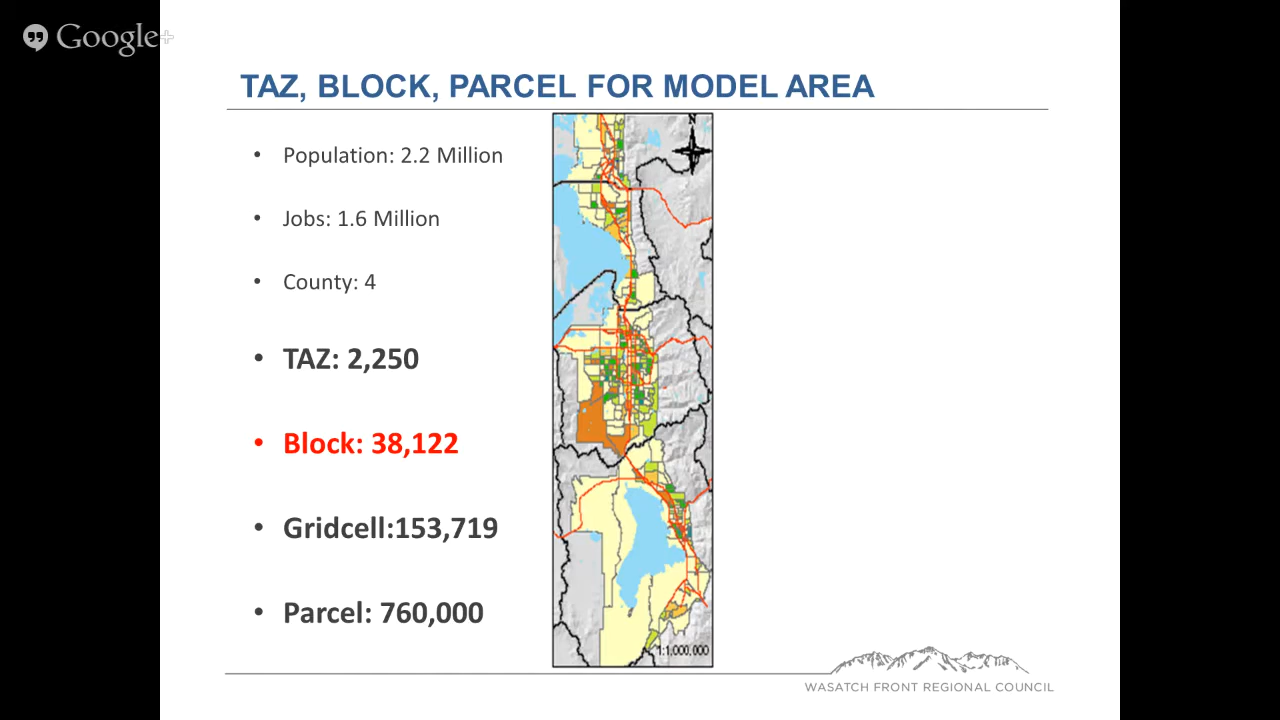 Google+
TAZ, BLOCK, PARCEL FOR MODEL AREA
• Population: 2.2 Million
• Jobs: 1.6 Million
• County: 4
• TAZ: 2,250
• Block: 38,122
• Gridcell:153,719
• Parcel: 760,000
N
1:1,000,000
WASATCH FRONT REGIONAL COUNCIL